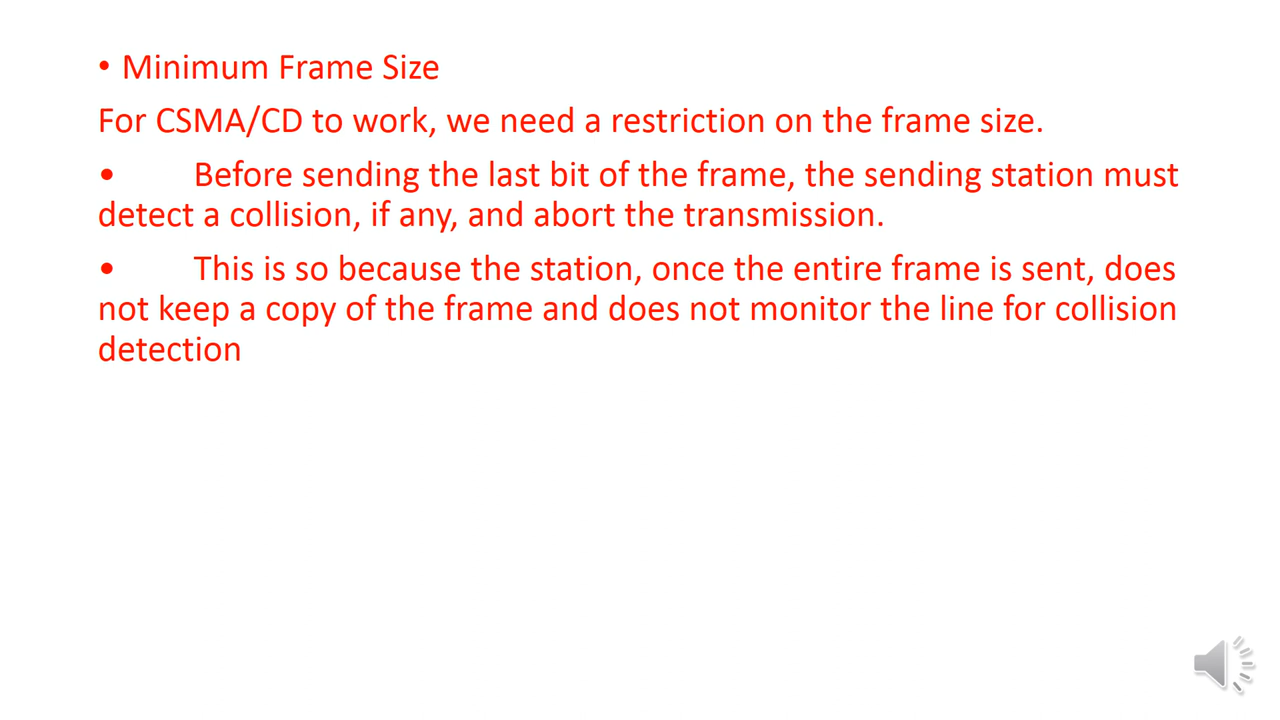 • Minimum Frame Size
For CSMA/CD to work, we need a restriction on the frame size.
• Before sending the last bit of the frame, the sending station must
detect a collision, if any, and abort the transmission.
• This is so because the station, once the entire frame is sent, does
not keep a copy of the frame and does not monitor the line for collision
detection